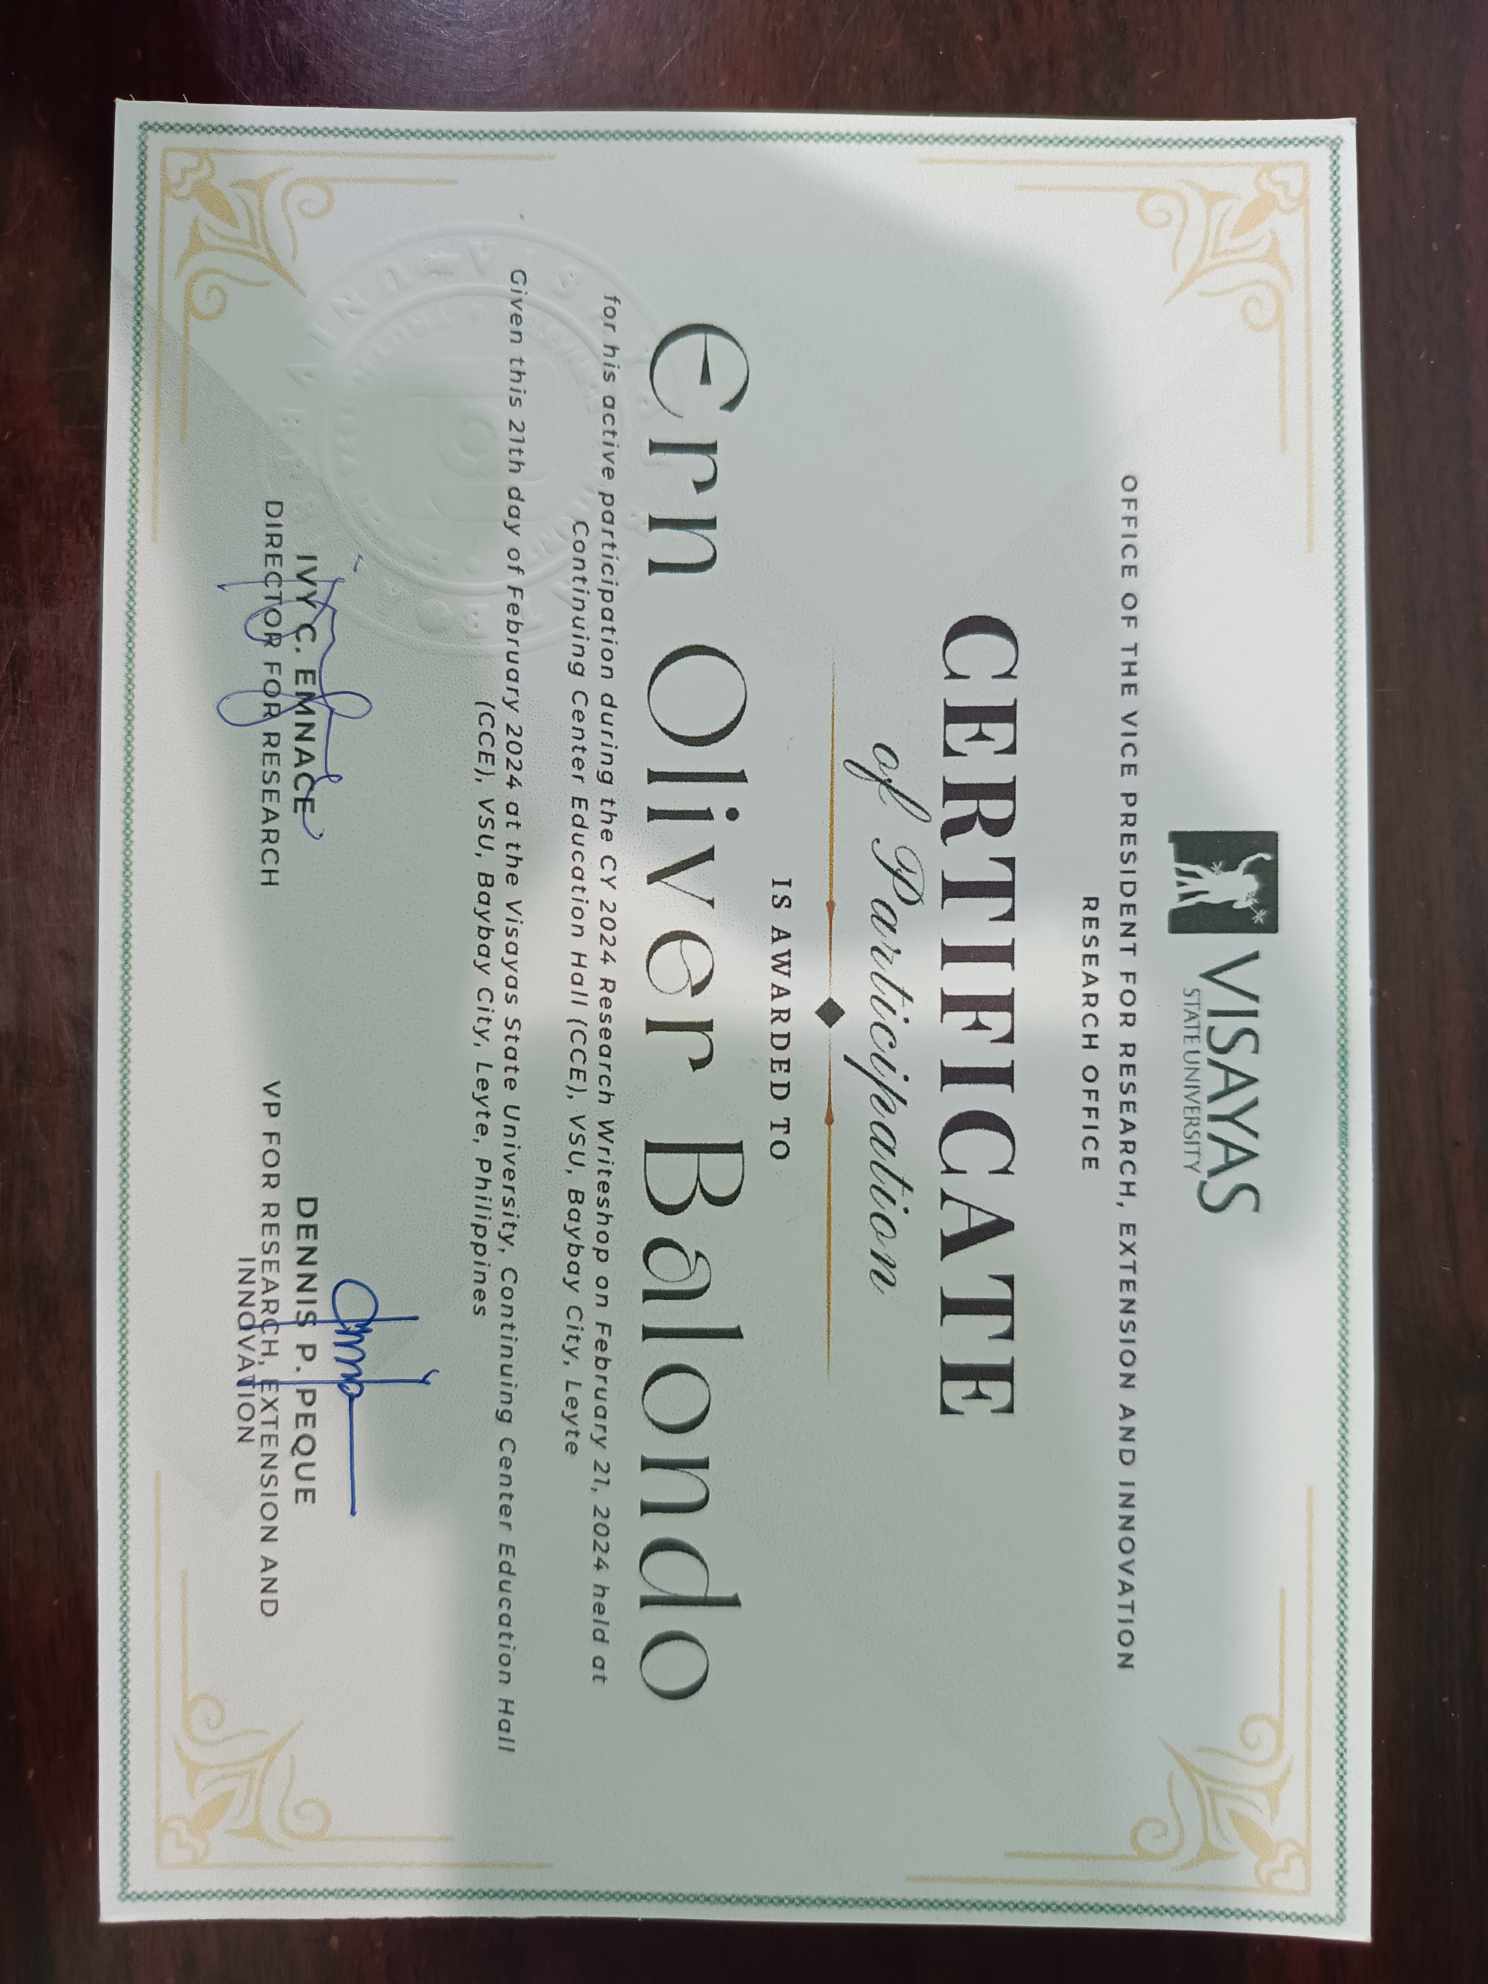 VISAYAS
STATE UNIVERSITY
OFFICE OF THE VICE PRESIDENT FOR RESEARCH, EXTENSION AND INNOVATION
RESEARCH OFFICE
CERTIFICATE
of Participation
IS AWARDED TO
Ern Oliver Balondo
for his active participation during the CY 2024 Research Writeshop on February 21, 2024 held at
Continuing Center Education Hall (CCE), VSU, Baybay City, Leyte
Given this 21th day of February 2024 at the Visayas State University, Continuing Center Education Hall
(CCE), VSU, Baybay City, Leyte, Philippines
IVY C. EMNACE
DIRECTOR FOR RESEARCH
DENNIS P. PEQUE
VP FOR RESEARCH, EXTENSION AND
INNOVATION